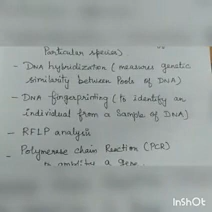 Particular species)
- DNA hybridization (measures genetic
similarity between Pools of DNA)
- DNA fingerprinting (to identify an
individual from a Sample of DNA)
- RFLP analysis
- Polymerase chain Reaction (PCR)
to amplify a gene
InShOt